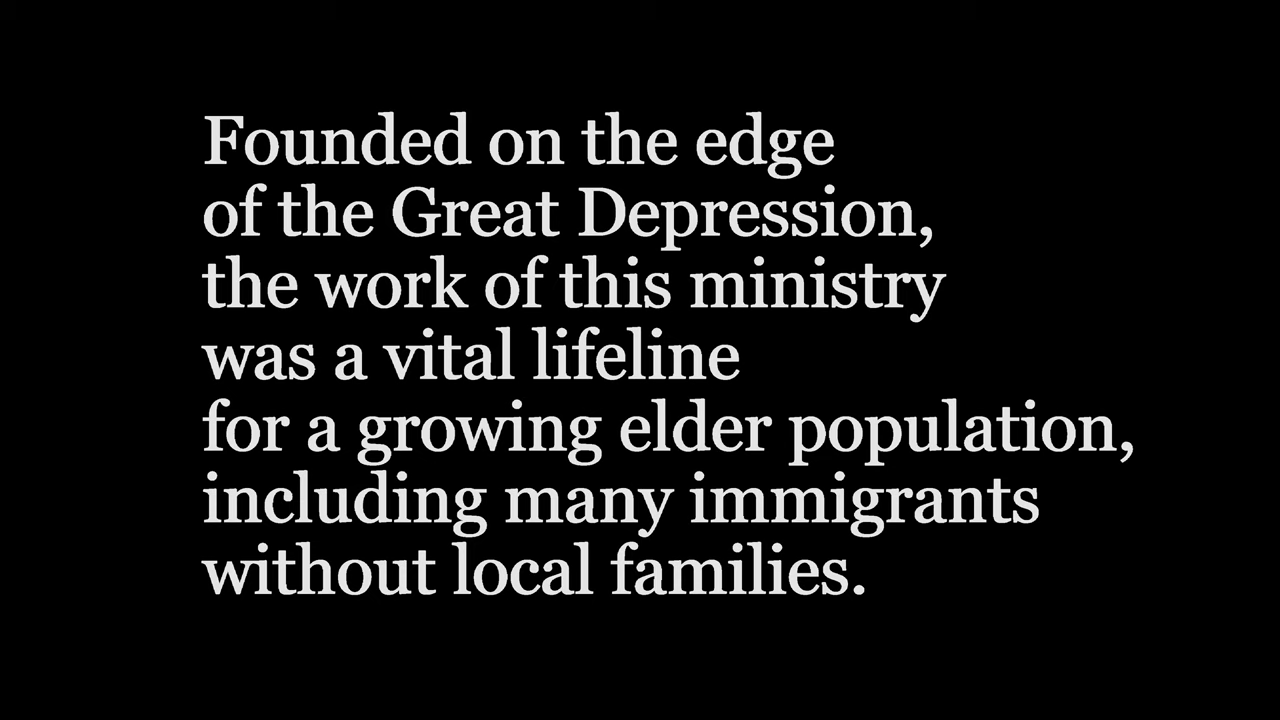 Founded on the edge
of the Great Depression,
the work of this ministry
was a vital lifeline
for a growing elder population,
including many immigrants
without local families.